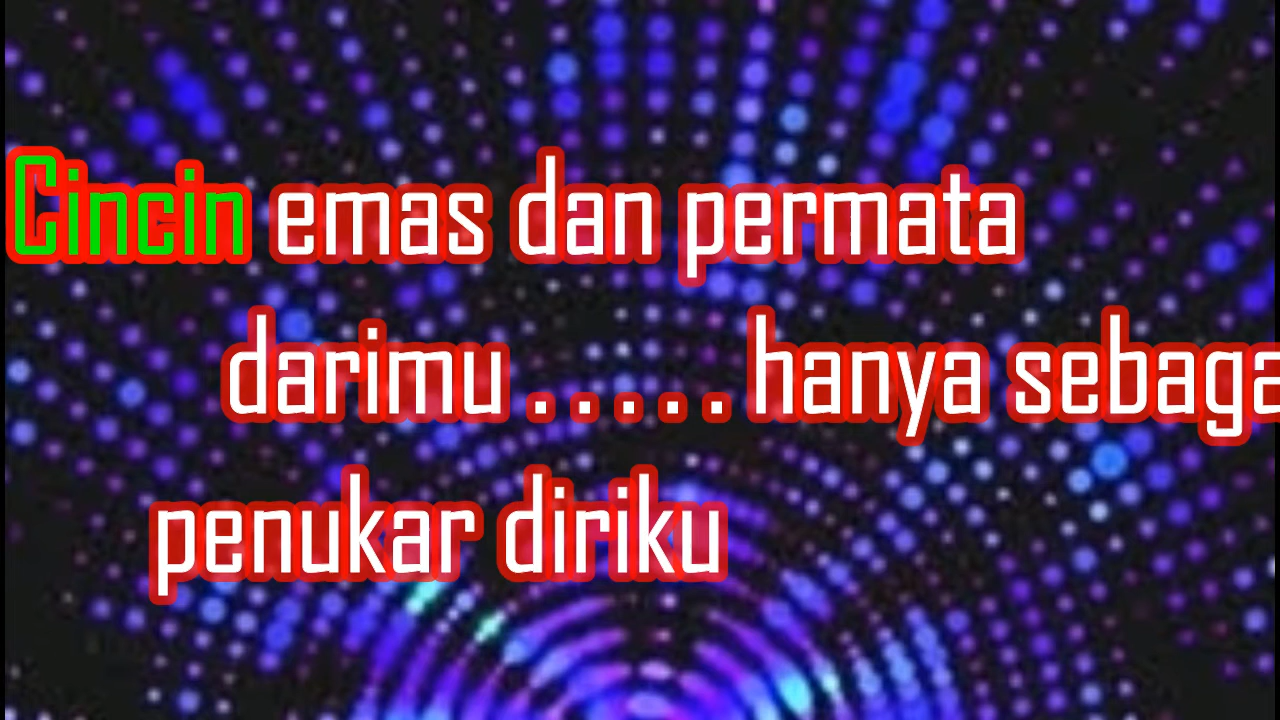 Cincin emas dan permata
darimu . . . . . hanya sebaga
penukar diriku